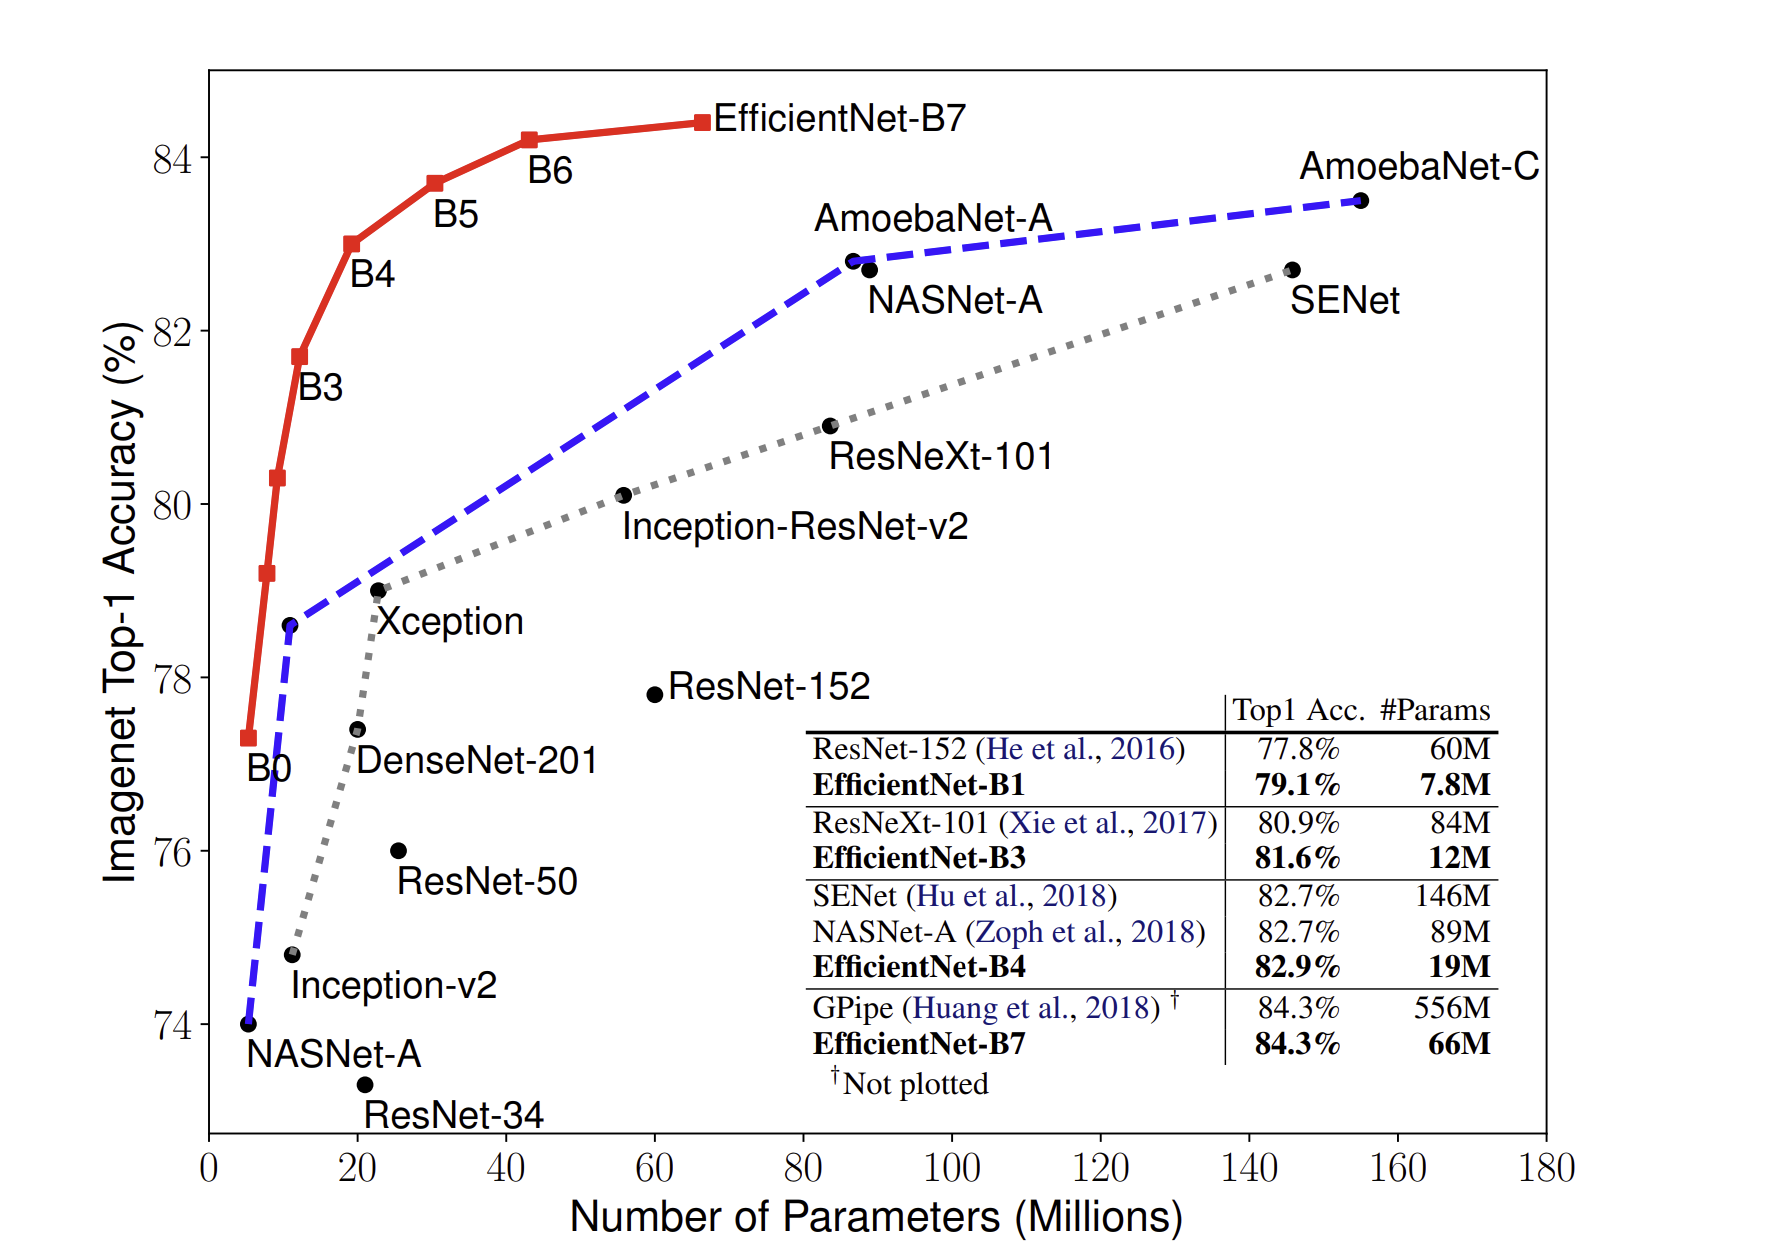 EfficientNet-B7
84
B6
AmoebaNet-C
B5
AmoebaNet-A
B4
NASNet-A
SENet
82
B3
ResNeXt-101
80
Inception-ResNet-v2
Xception
78
ResNet-152
B0
DenseNet-201
76
ResNet-50
Inception-v2
74
NASNet-A
ResNet-34
Imagenet Top-1 Accuracy (%)
Top1 Acc. #Params
ResNet-152 (He et al., 2016) 77.8% 60M
EfficientNet-B1 79.1% 7.8M
ResNeXt-101 (Xie et al., 2017) 80.9% 84M
EfficientNet-B3 81.6% 12M
SENet (Hu et al., 2018) 82.7% 146M
NASNet-A (Zoph et al., 2018) 82.7% 89M
EfficientNet-B4 82.9% 19M
GPipe (Huang et al., 2018) † 84.3% 556M
EfficientNet-B7 84.3% 66M
†Not plotted
0 20 40 60 80 100 120 140 160 180
Number of Parameters (Millions)